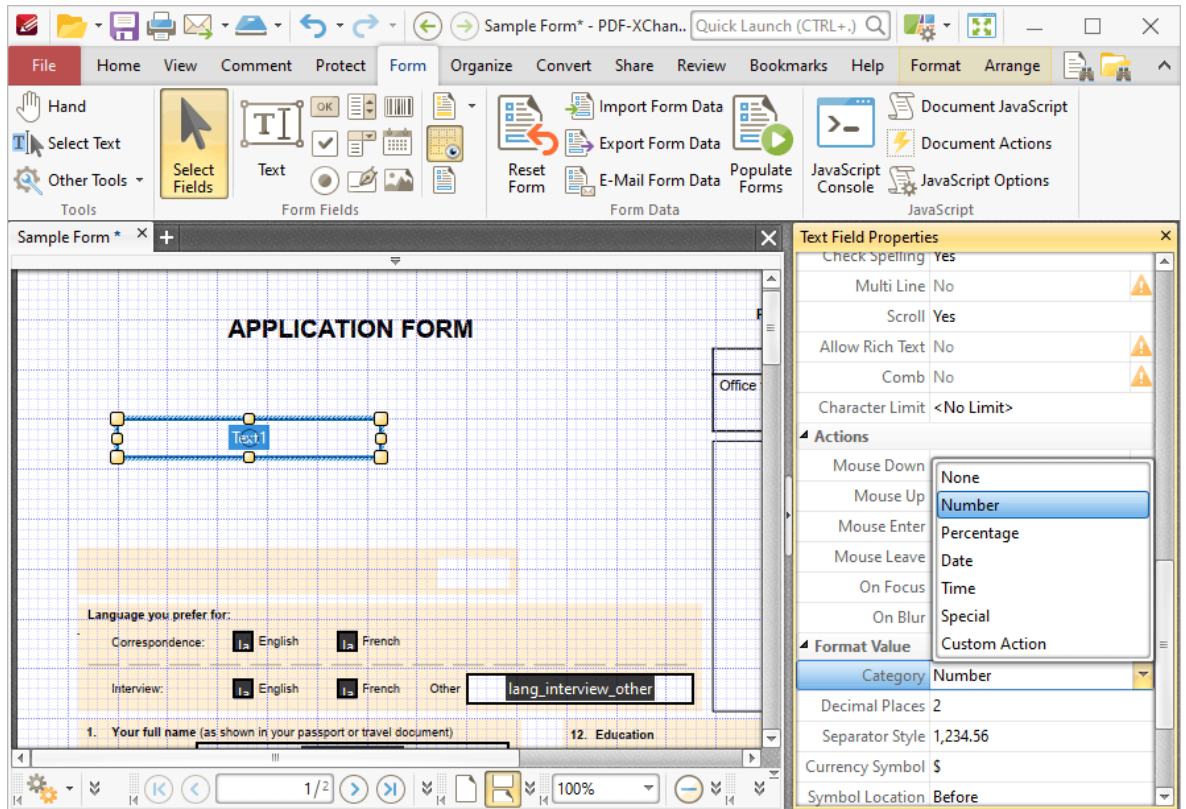 Sample Form* - PDF-XChan.. Quick Launch (CTRL+.)
File Home View Comment Protect Form Organize Convert Share Review Bookmarks Help Format Arrange
Hand
Select Text
Other Tools
Tools
Select Fields
Text
OK
Form Fields
Reset Form
Import Form Data
Export Form Data
E-Mail Form Data
Populate Forms
Form Data
JavaScript Console
Document JavaScript
Document Actions
JavaScript Options
JavaScript
Sample Form *
APPLICATION FORM
Office
Text1
Language you prefer for:
Correspondence: la English la French
Interview: la English la French Other lang_interview_other
1. Your full name (as shown in your passport or travel document) 12. Education
1/2
100%
Text Field Properties
Check Spelling Yes
Multi Line No
Scroll Yes
Allow Rich Text No
Comb No
Character Limit <No Limit>
Actions
Mouse Down
Mouse Up
Mouse Enter
Mouse Leave
On Focus
On Blur
None
Number
Percentage
Date
Time
Special
Custom Action
Format Value
Category Number
Decimal Places 2
Separator Style 1,234.56
Currency Symbol $
Symbol Location Before